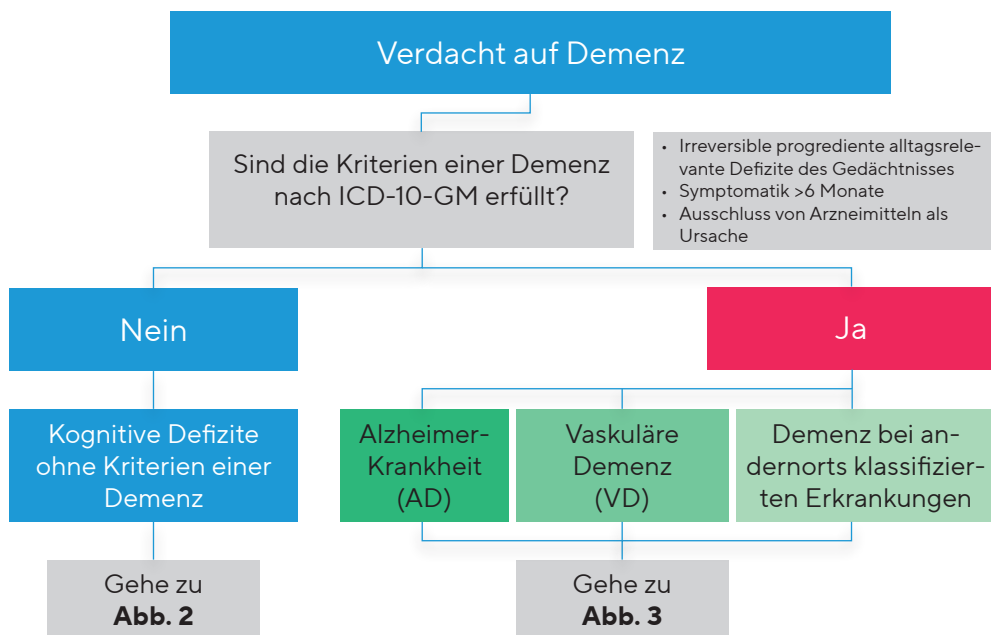 Verdacht auf Demenz
Sind die Kriterien einer Demenz
nach ICD-10-GM erfüllt?
• Irreversible progrediente alltagsrele-
vante Defizite des Gedächtnisses
• Symptomatik >6 Monate
• Ausschluss von Arzneimitteln als
Ursache
Nein
Ja
Kognitive Defizite
ohne Kriterien einer
Demenz
Alzheimer-
Krankheit
(AD)
Vaskuläre
Demenz
(VD)
Demenz bei an-
dernorts klassifizier-
ten Erkrankungen
Gehe zu
Abb. 2
Gehe zu
Abb. 3